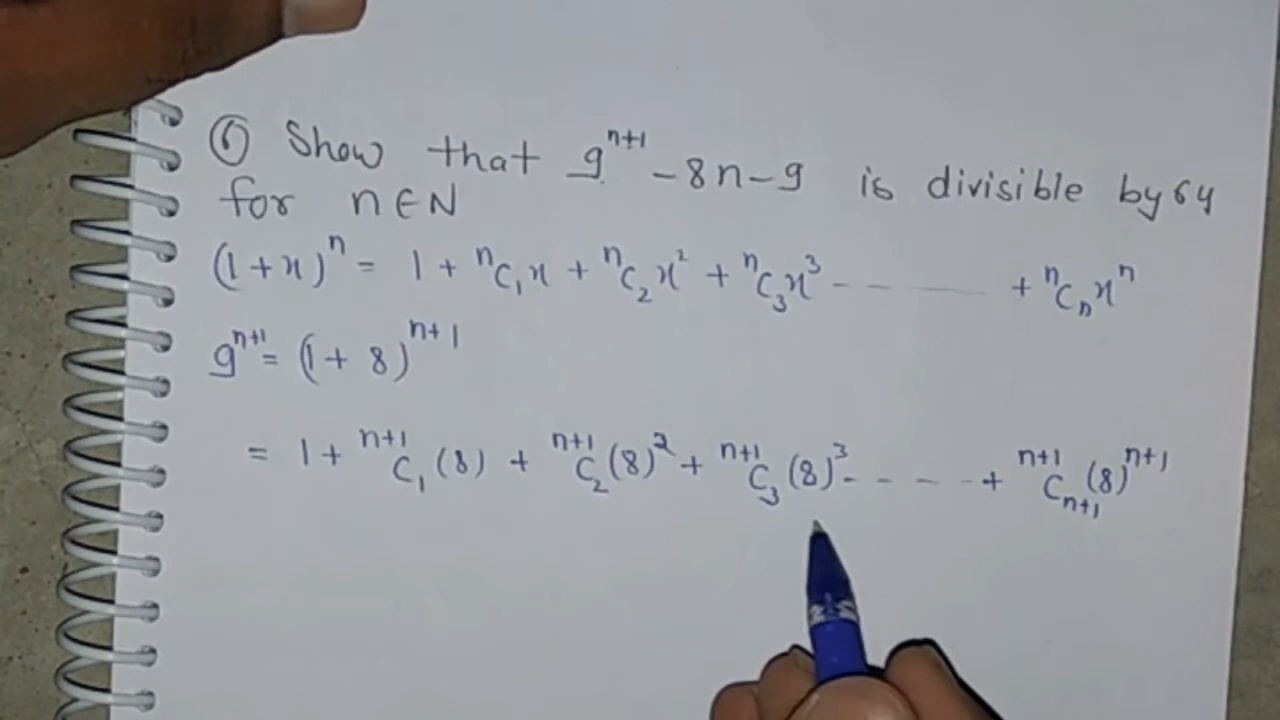 ⑥ Show that 9^{n+1} - 8n - 9 is divisible by 64
for n ∈ N
(1 + x)^n = 1 + ^nC_1 x + ^nC_2 x^2 + ^nC_3 x^3 - - - - - - + ^nC_n x^n
9^{n+1} = (1 + 8)^{n+1}
= 1 + ^{n+1}C_1 (8) + ^{n+1}C_2 (8)^2 + ^{n+1}C_3 (8)^3 - - - - - + ^{n+1}C_{n+1} (8)^{n+1}